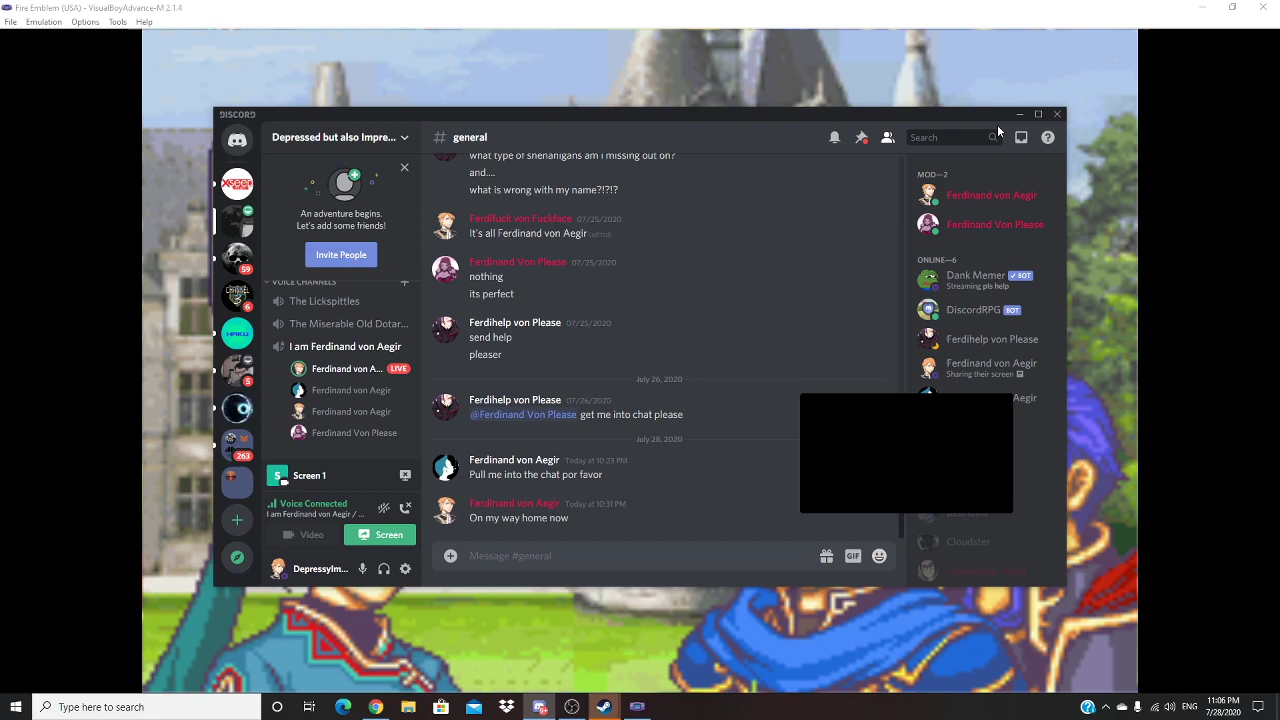 Fire Emblem (USA) - VisualBoyAdvance-M 2.1.4
File Emulation Options Tools Help
DISCORD
Depressed but also Impre...
# general
Search
An adventure begins.
Let's add some friends!
Invite People
VOICE CHANNELS
The Lickspittles
The Miserable Old Dotar...
I am Ferdinand von Aegir
Ferdinand von A... LIVE
Ferdinand von Aegir
Ferdinand von Aegir
Ferdinand Von Please
S Screen 1
Voice Connected
I am Ferdinand von Aegir / ...
Video
Screen
DepressyIm...
XSEED
59
6
HAKU
5
263
what type of shenanigans am I missing out on?
and....
what is wrong with my name?!?!?
Ferdifuck von Fuckface 07/25/2020
It's all Ferdinand von Aegir (edited)
Ferdinand Von Please 07/25/2020
nothing
its perfect
Ferdihelp von Please 07/25/2020
send help
pleaser
July 26, 2020
Ferdihelp von Please 07/26/2020
@Ferdinand Von Please get me into chat please
July 28, 2020
Ferdinand von Aegir Today at 10:23 PM
Pull me into the chat por favor
Ferdinand von Aegir Today at 10:31 PM
On my way home now
Message #general
GIF
MOD—2
Ferdinand von Aegir
Ferdinand Von Please
ONLINE—6
Dank Memer BOT
Streaming pls help
DiscordRPG BOT
Ferdihelp von Please
Ferdinand von Aegir
Sharing their screen
Aegir
Cloudster
Type here to search
11:06 PM
7/28/2020